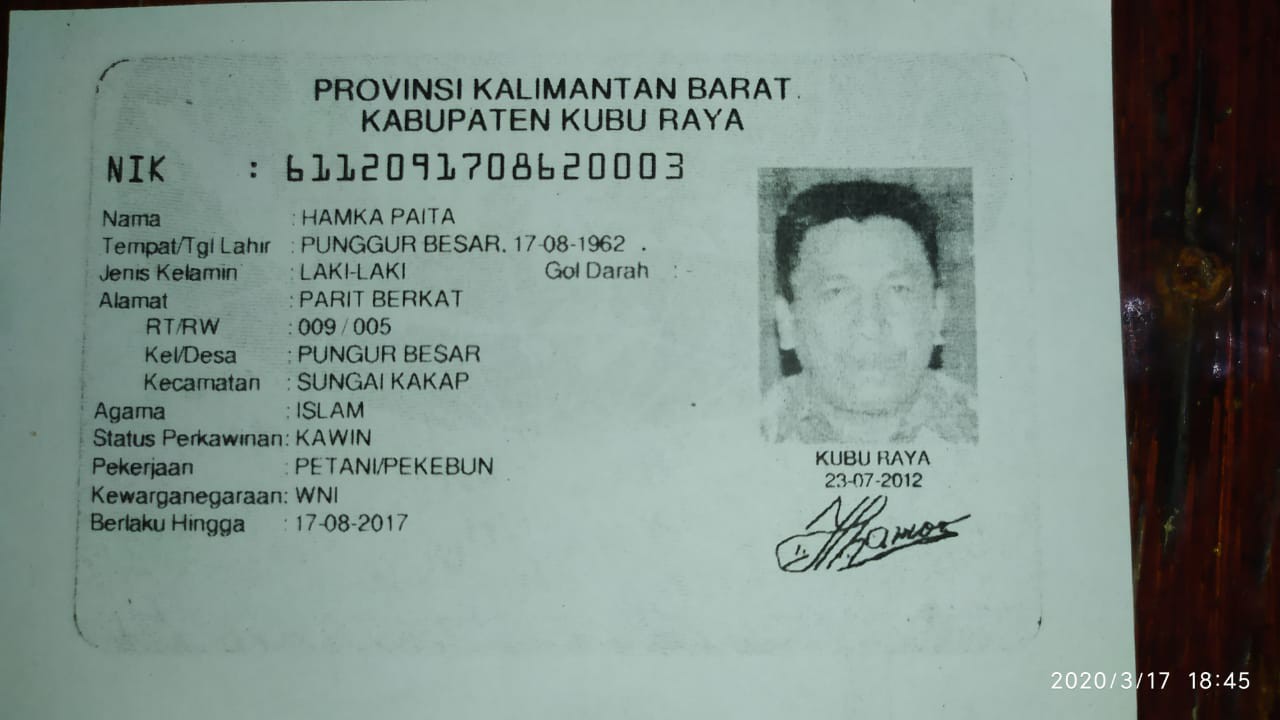 PROVINSI KALIMANTAN BARAT
KABUPATEN KUBU RAYA
NIK : 6112091708620003
Nama : HAMKA PAITA
Tempat/Tgl Lahir : PUNGGUR BESAR, 17-08-1962
Jenis Kelamin : LAKI-LAKI Gol Darah : -
Alamat : PARIT BERKAT
RT/RW : 009 / 005
Kel/Desa : PUNGUR BESAR
Kecamatan : SUNGAI KAKAP
Agama : ISLAM
Status Perkawinan: KAWIN
Pekerjaan : PETANI/PEKEBUN
Kewarganegaraan: WNI
Berlaku Hingga : 17-08-2017
KUBU RAYA
23-07-2012
2020/3/17 18:45